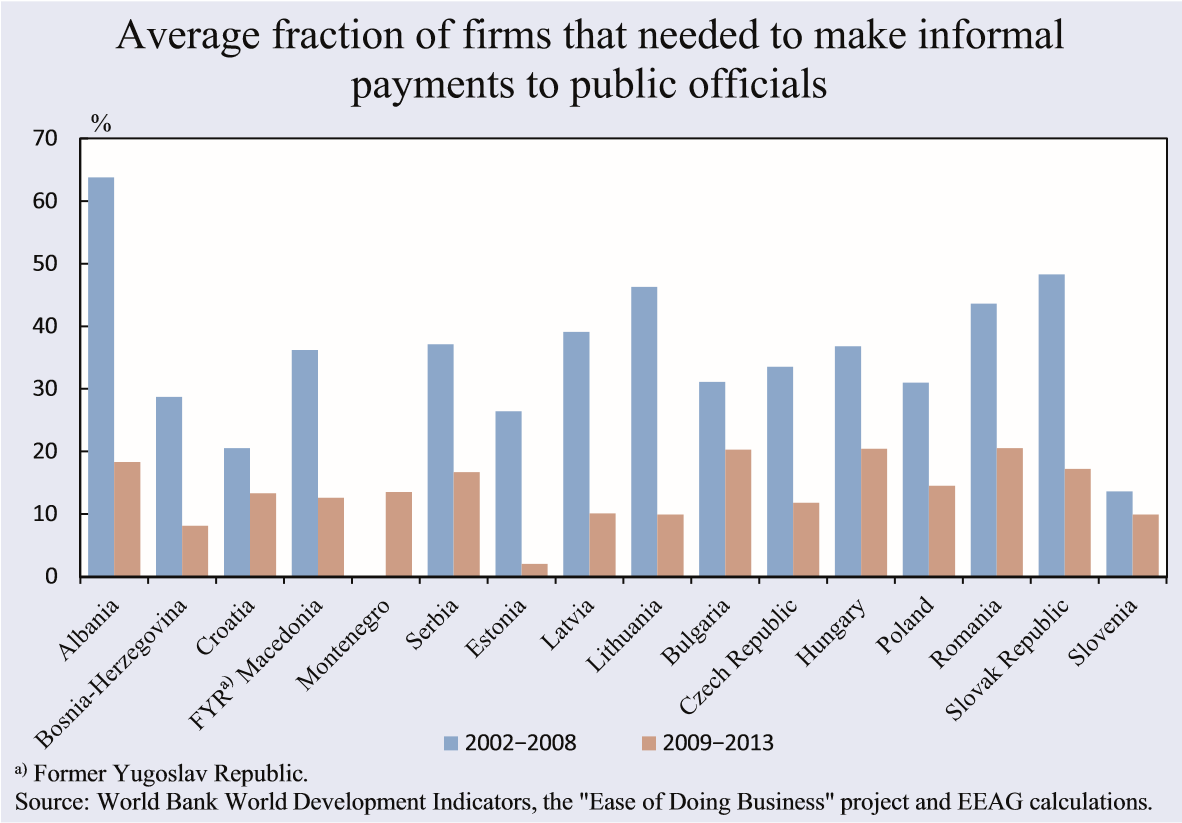 Average fraction of firms that needed to make informal
payments to public officials
%
70
60
50
40
30
20
10
0
Albania
Bosnia-Herzegovina
Croatia
FYRa) Macedonia
Montenegro
Serbia
Estonia
Latvia
Lithuania
Bulgaria
Czech Republic
Hungary
Poland
Romania
Slovak Republic
Slovenia
2002−2008
2009−2013
a) Former Yugoslav Republic.
Source: World Bank World Development Indicators, the "Ease of Doing Business" project and EEAG calculations.